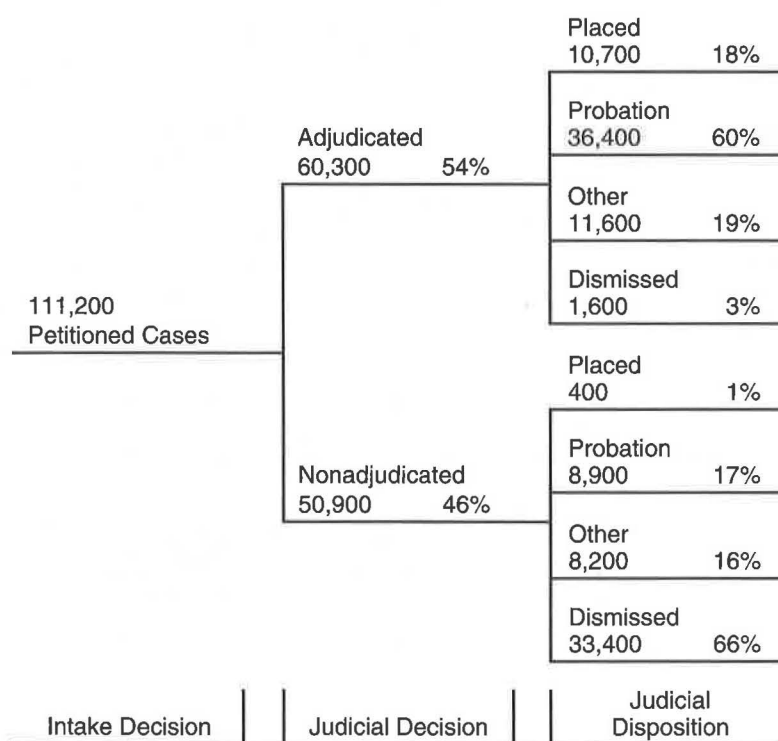 Placed
10,700 18%
Probation
36,400 60%
Adjudicated
60,300 54%
Other
11,600 19%
Dismissed
1,600 3%
111,200
Petitioned Cases
Placed
400 1%
Probation
8,900 17%
Nonadjudicated
50,900 46%
Other
8,200 16%
Dismissed
33,400 66%
Intake Decision
Judicial Decision
Judicial
Disposition